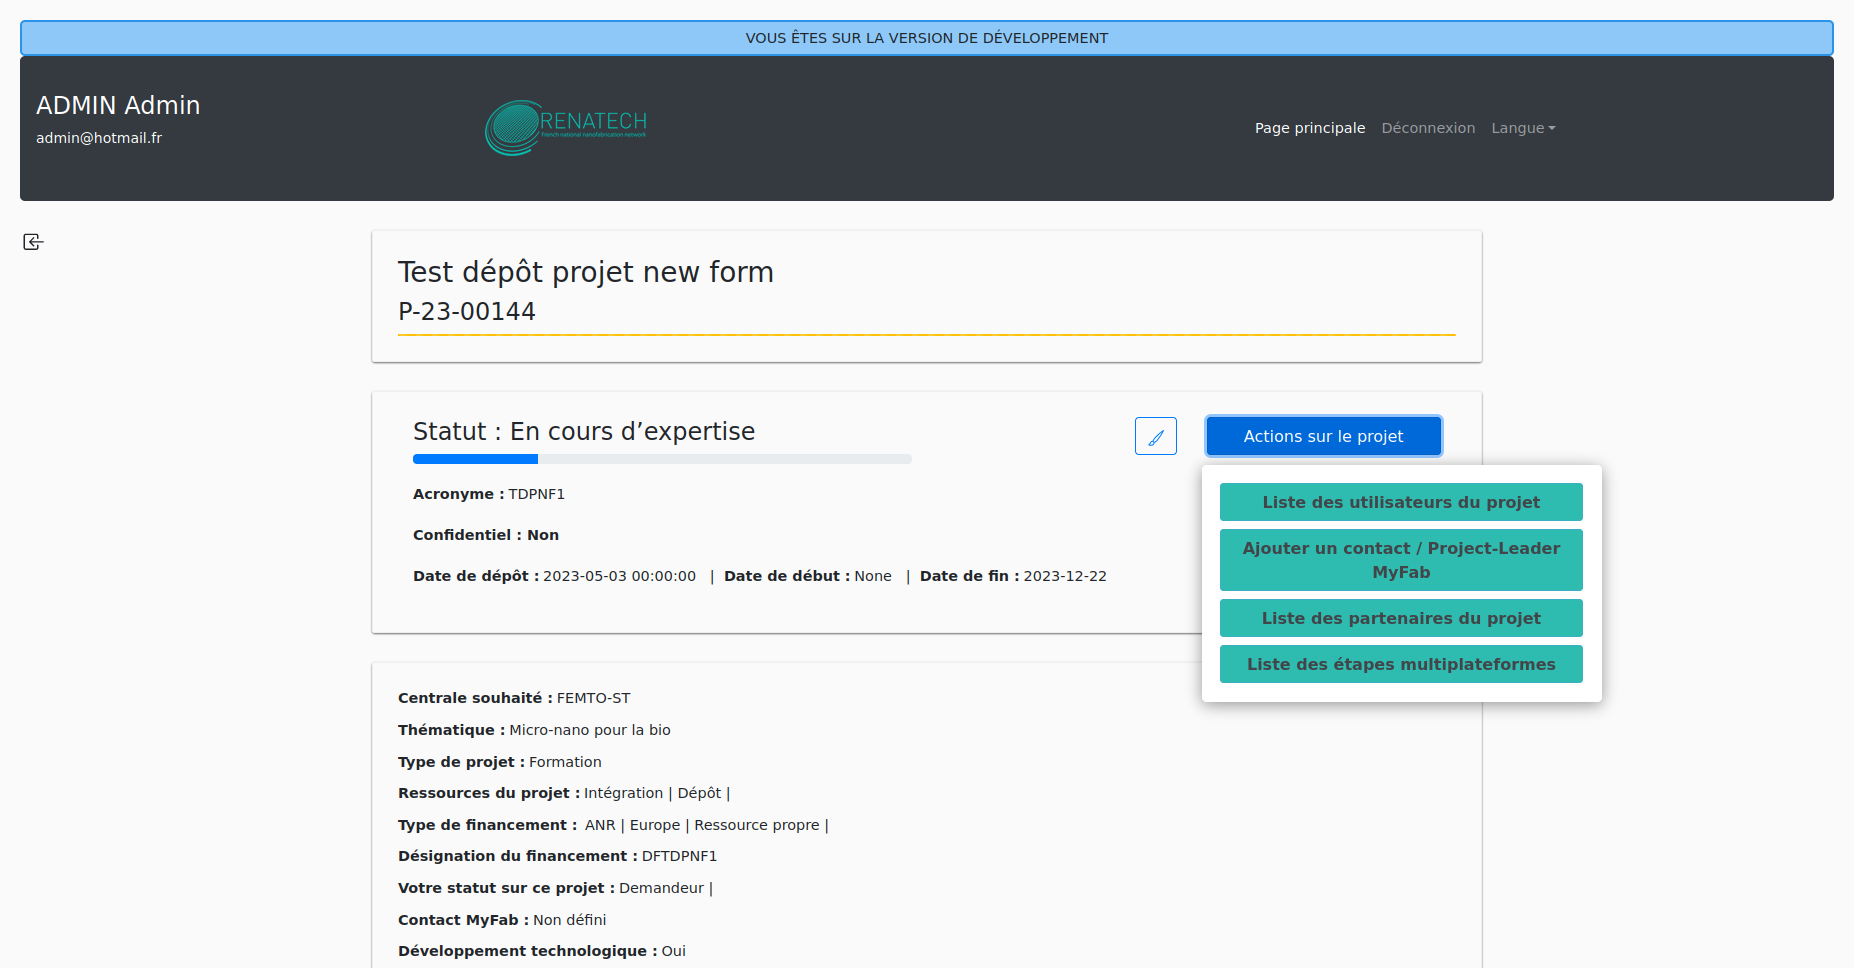 VOUS ÊTES SUR LA VERSION DE DÉVELOPPEMENT
ADMIN Admin
admin@hotmail.fr
RENATECH
French national nanofabrication network
Page principale
Déconnexion
Langue
Test dépôt projet new form
P-23-00144
Statut : En cours d’expertise
Actions sur le projet
Liste des utilisateurs du projet
Ajouter un contact / Project-Leader
MyFab
Liste des partenaires du projet
Liste des étapes multiplateformes
Acronyme : TDPNF1
Confidentiel : Non
Date de dépôt : 2023-05-03 00:00:00 | Date de début : None | Date de fin : 2023-12-22
Centrale souhaité : FEMTO-ST
Thématique : Micro-nano pour la bio
Type de projet : Formation
Ressources du projet : Intégration | Dépôt |
Type de financement : ANR | Europe | Ressource propre |
Désignation du financement : DFTDPNF1
Votre statut sur ce projet : Demandeur |
Contact MyFab : Non défini
Développement technologique : Oui